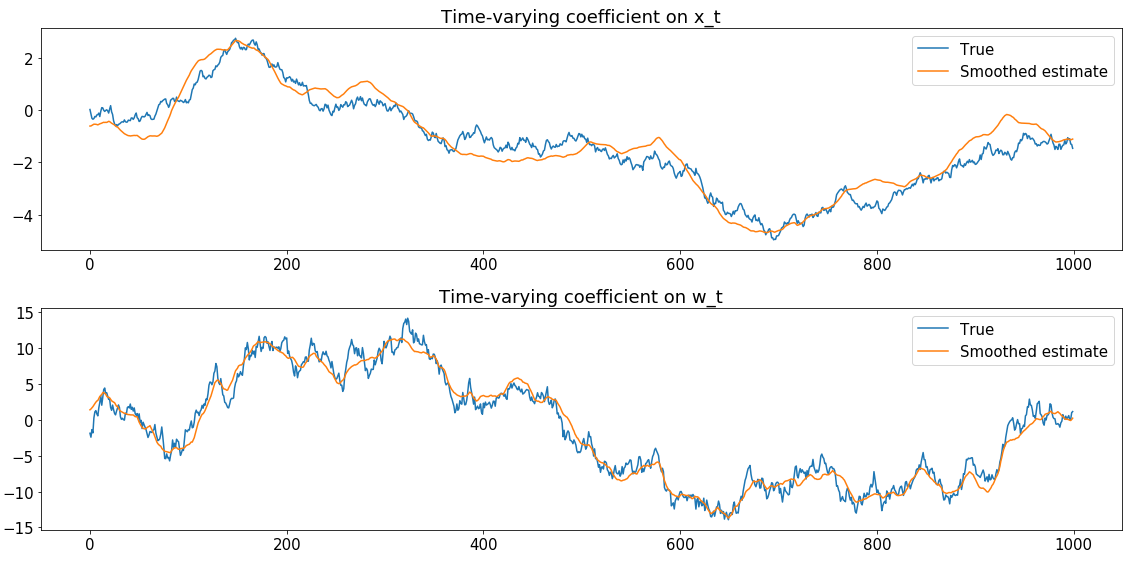 Time-varying coefficient on x_t
True
Smoothed estimate
2
0
−2
−4
0 200 400 600 800 1000
Time-varying coefficient on w_t
True
Smoothed estimate
15
10
5
0
−5
−10
−15
0 200 400 600 800 1000